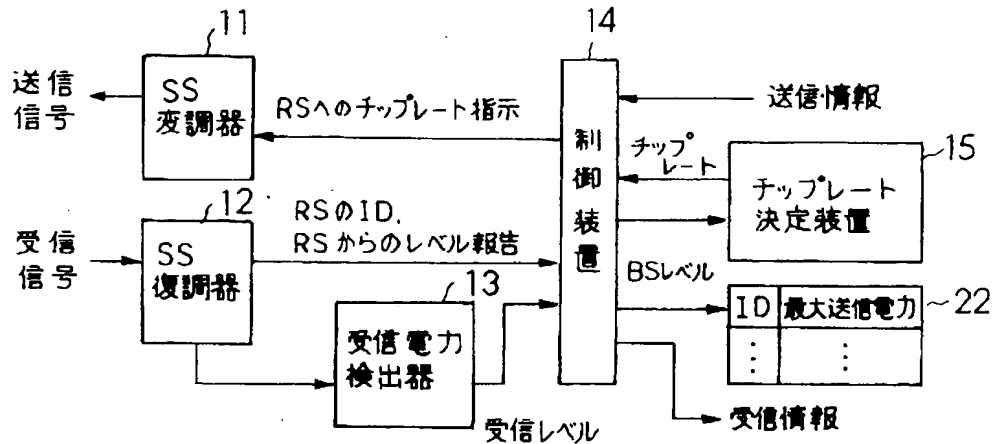 11
送信
信号
SS
変調器
RSへのチップレート指示
14
制御装置
送信情報
チップ
レート
15
チップレート
決定装置
12
受信
信号
SS
復調器
RSのID,
RSからのレベル報告
13
受信電力
検出器
受信レベル
BSレベル
ID
最大送信電力
22
受信情報